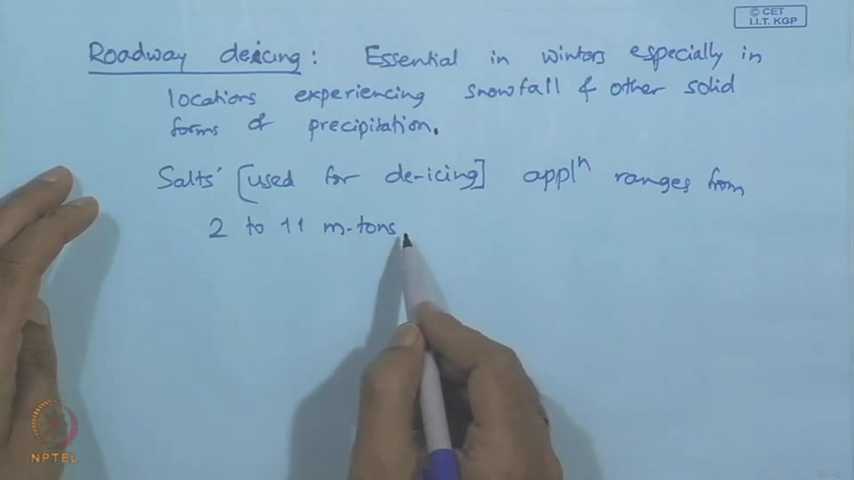 © CET
I.I.T. KGP
Roadway deicing: Essential in winters especially in
locations experiencing snowfall & other solid
forms of precipitation.
Salts' [used for de-icing] applⁿ ranges from
2 to 11 m-tons
NPTEL